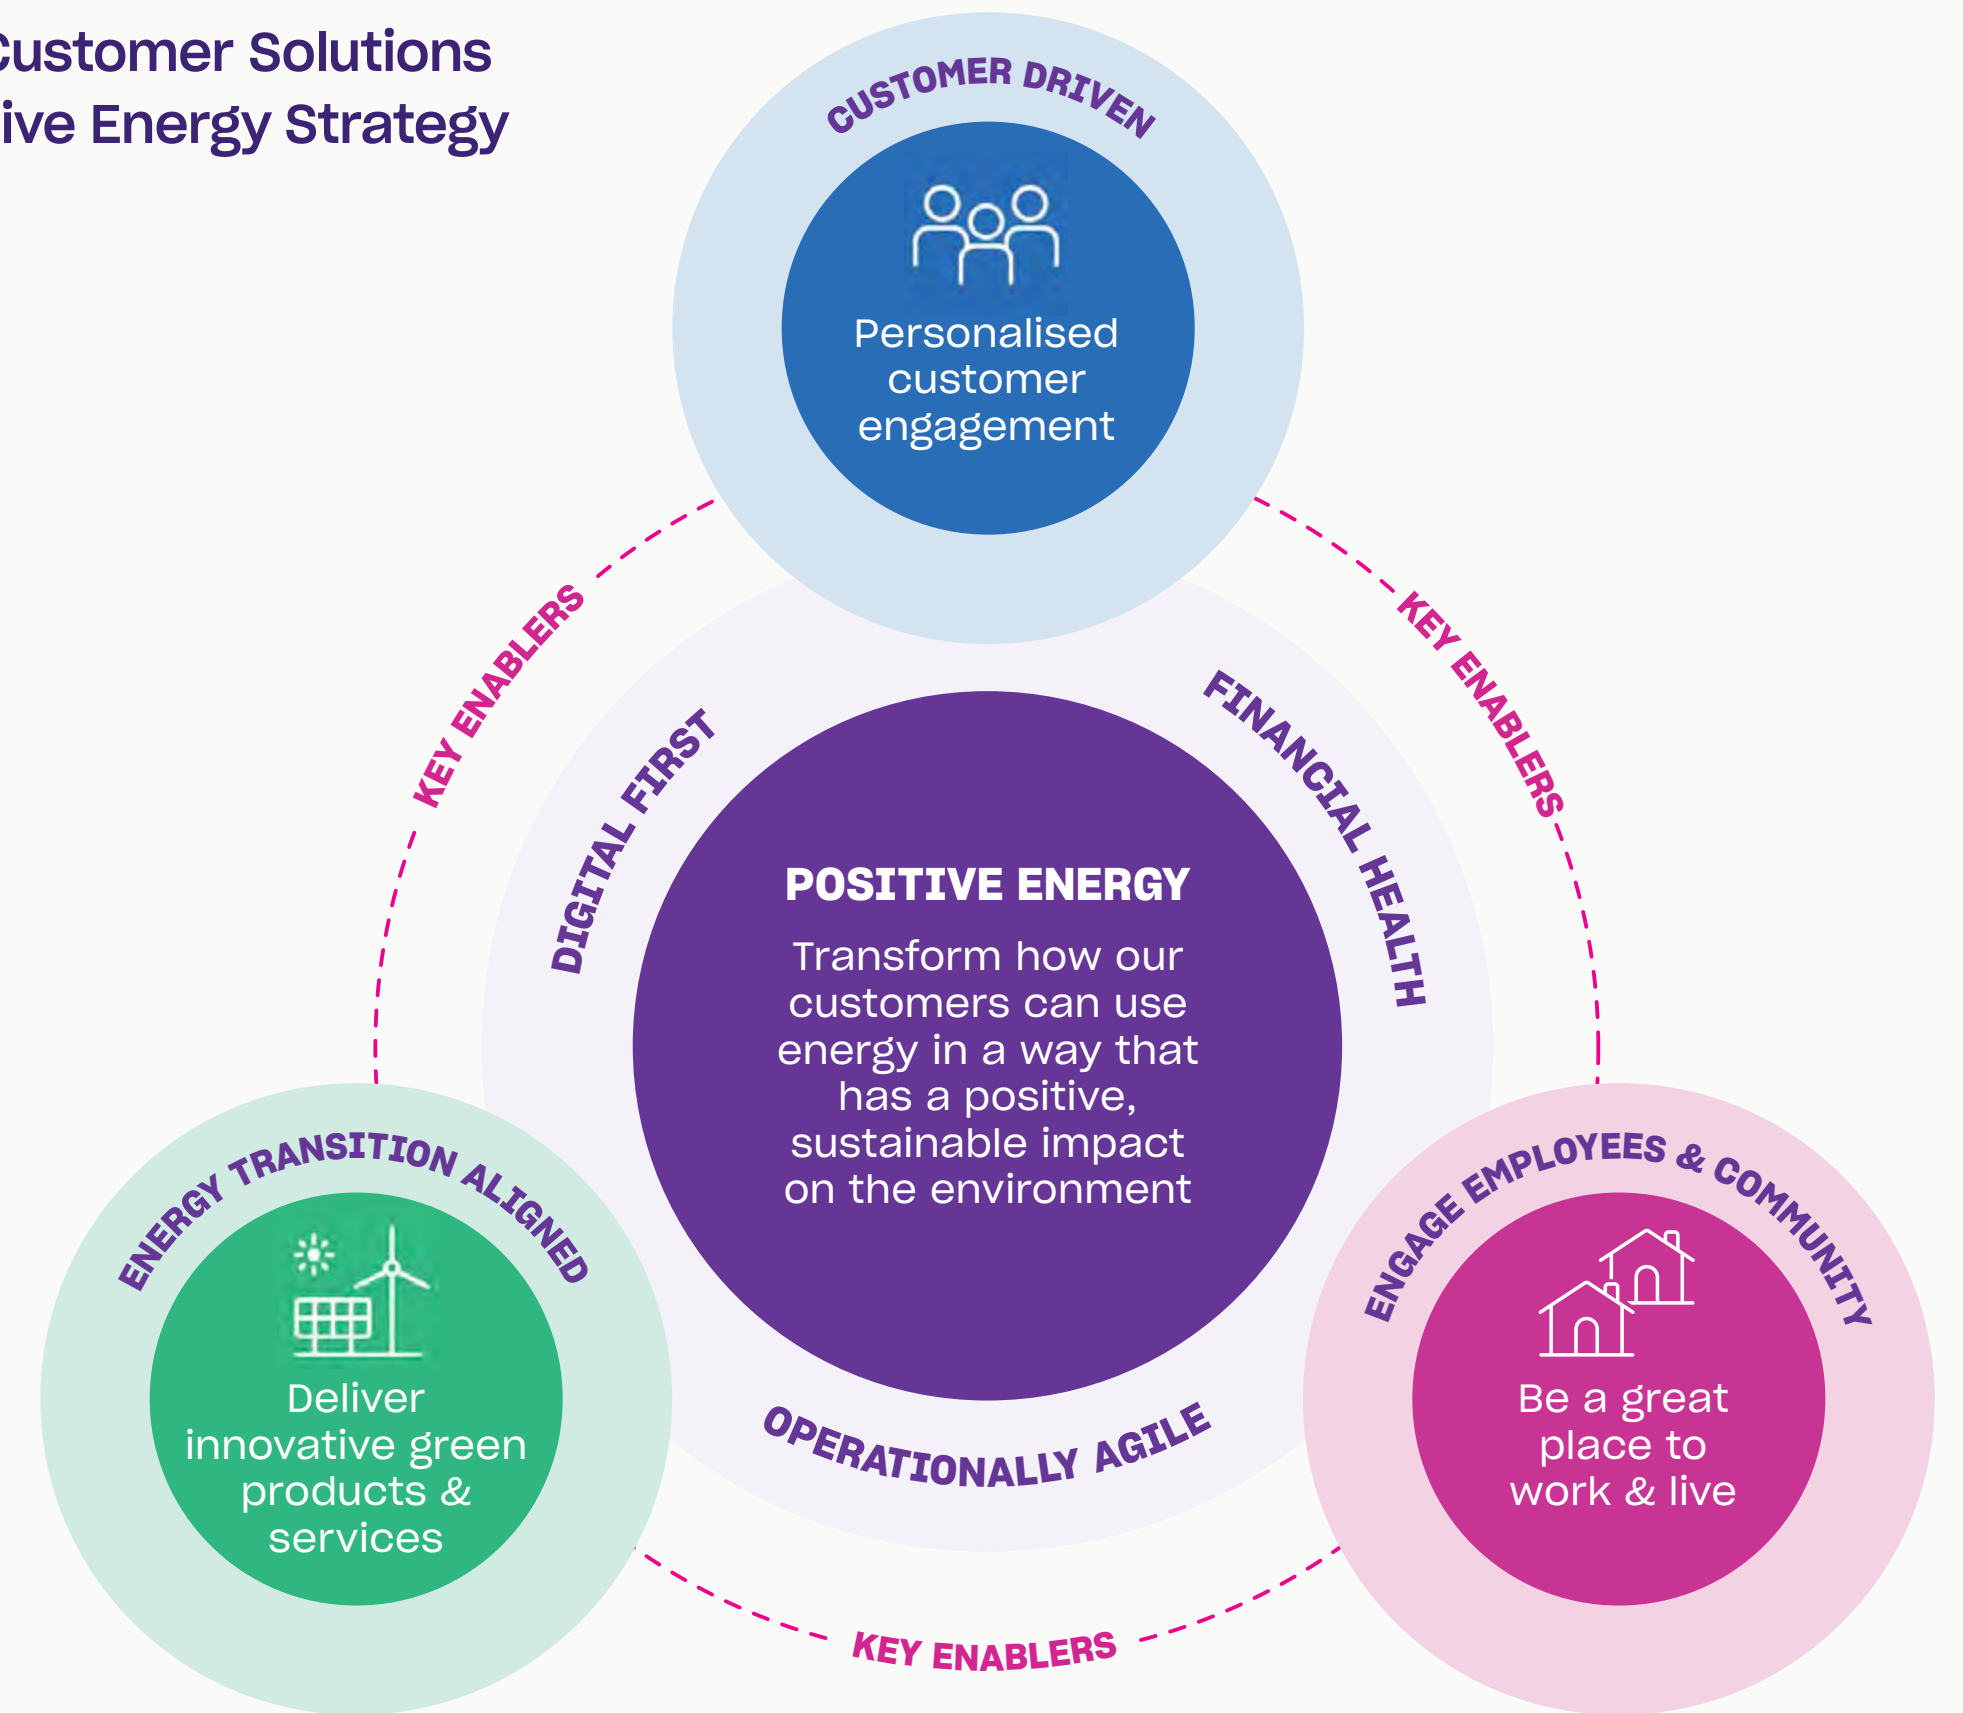 Customer Solutions
ive Energy Strategy
CUSTOMER DRIVEN
Personalised
customer
engagement
KEY ENABLERS
KEY ENABLERS
DIGITAL FIRST
FINANCIAL HEALTH
POSITIVE ENERGY
Transform how our
customers can use
energy in a way that
has a positive,
sustainable impact
on the environment
OPERATIONALLY AGILE
ENERGY TRANSITION ALIGNED
Deliver
innovative green
products &
services
ENGAGE EMPLOYEES & COMMUNITY
Be a great
place to
work & live
KEY ENABLERS